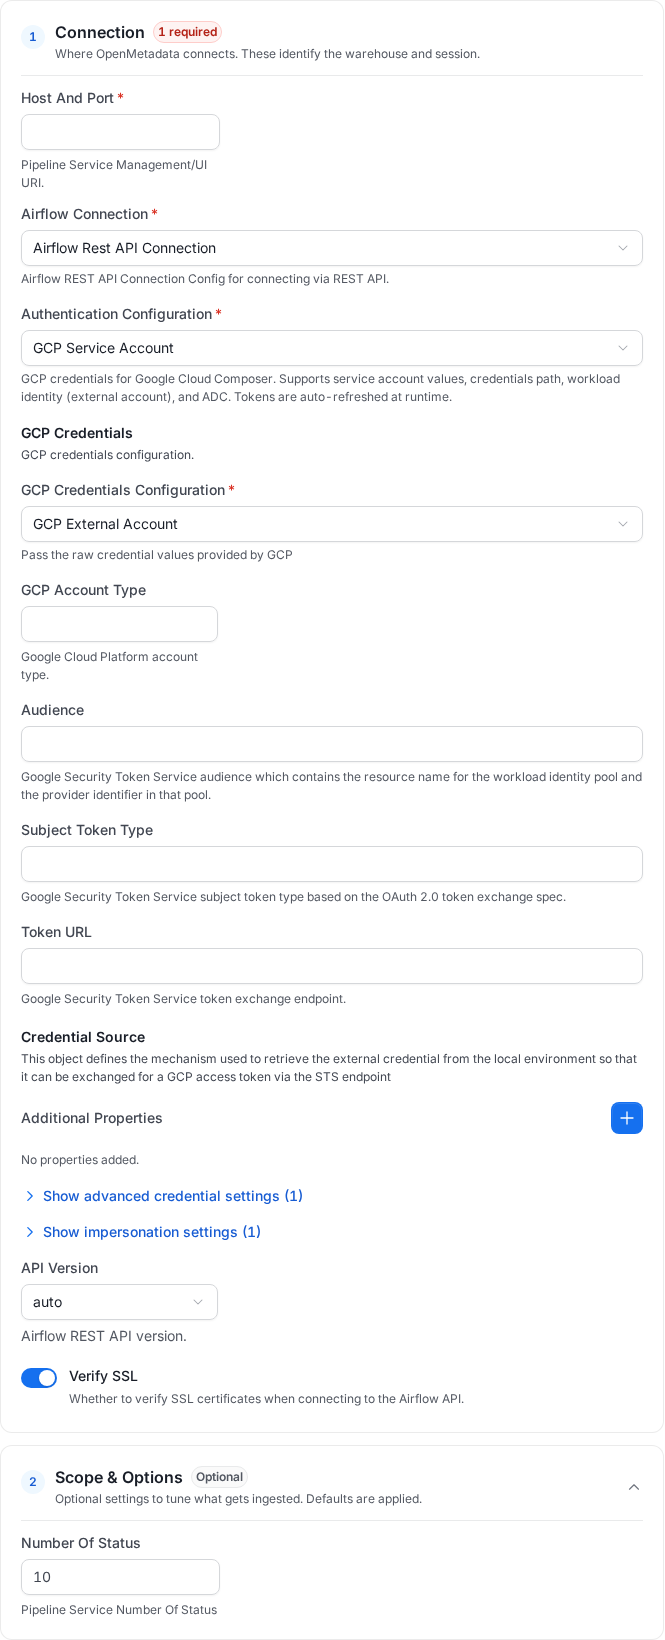 1
Connection
1 required
Where OpenMetadata connects. These identify the warehouse and session.
Host And Port *
Pipeline Service Management/UI
URI.
Airflow Connection *
Airflow Rest API Connection
Airflow REST API Connection Config for connecting via REST API.
Authentication Configuration *
GCP Service Account
GCP credentials for Google Cloud Composer. Supports service account values, credentials path, workload
identity (external account), and ADC. Tokens are auto-refreshed at runtime.
GCP Credentials
GCP credentials configuration.
GCP Credentials Configuration *
GCP External Account
Pass the raw credential values provided by GCP
GCP Account Type
Google Cloud Platform account
type.
Audience
Google Security Token Service audience which contains the resource name for the workload identity pool and
the provider identifier in that pool.
Subject Token Type
Google Security Token Service subject token type based on the OAuth 2.0 token exchange spec.
Token URL
Google Security Token Service token exchange endpoint.
Credential Source
This object defines the mechanism used to retrieve the external credential from the local environment so that
it can be exchanged for a GCP access token via the STS endpoint
Additional Properties
No properties added.
Show advanced credential settings (1)
Show impersonation settings (1)
API Version
auto
Airflow REST API version.
Verify SSL
Whether to verify SSL certificates when connecting to the Airflow API.
2
Scope & Options
Optional
Optional settings to tune what gets ingested. Defaults are applied.
Number Of Status
10
Pipeline Service Number Of Status